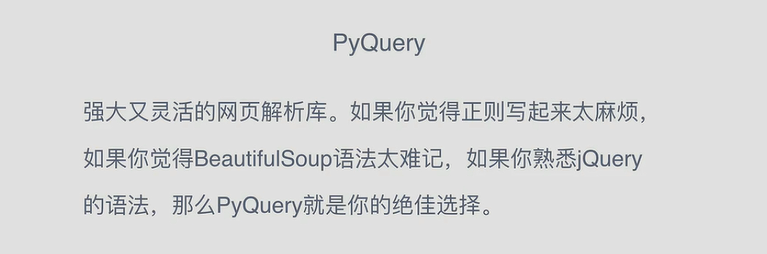 PyQuery
强大又灵活的网页解析库。如果你觉得正则写起来太麻烦，
如果你觉得BeautifulSoup语法太难记，如果你熟悉jQuery
的语法，那么PyQuery就是你的绝佳选择。